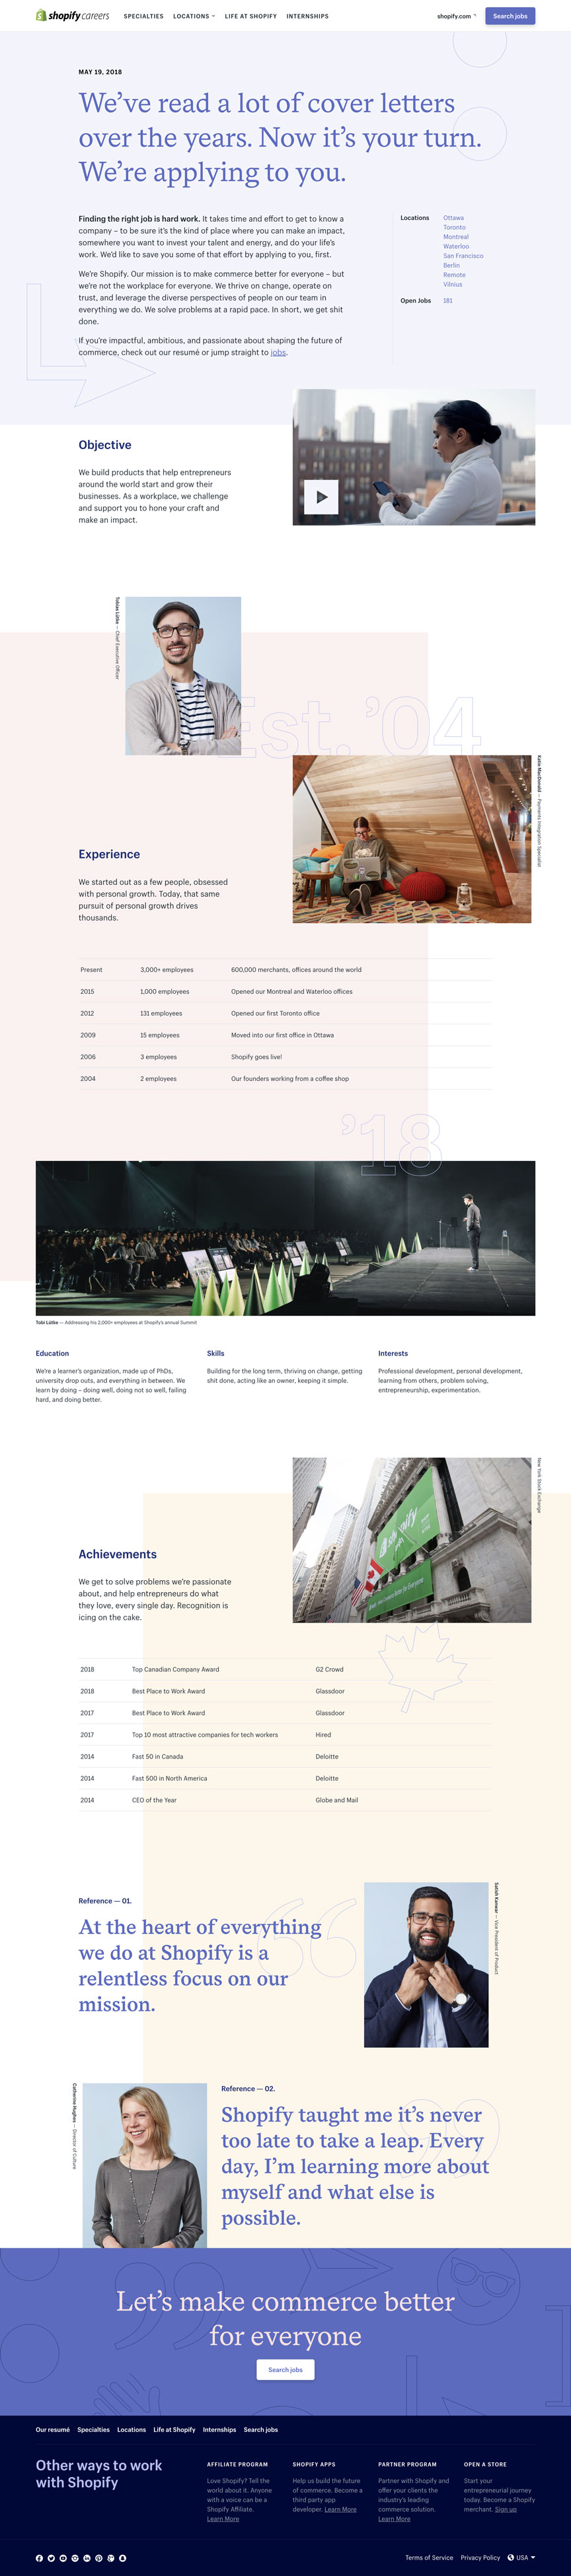 shopify careers
SPECIALTIES LOCATIONS LIFE AT SHOPIFY INTERNSHIPS
shopify.com
Search jobs
MAY 19, 2018
We’ve read a lot of cover letters
over the years. Now it’s your turn.
We’re applying to you.
Finding the right job is hard work. It takes time and effort to get to know a
company – to be sure it’s the kind of place where you can make an impact,
somewhere you want to invest your talent and energy, and do your life’s
work. We’d like to save you some of that effort by applying to you, first.
We’re Shopify. Our mission is to make commerce better for everyone – but
we’re not the workplace for everyone. We thrive on change, operate on
trust, and leverage the diverse perspectives of people on our team in
everything we do. We solve problems at a rapid pace. In short, we get shit
done.
If you’re impactful, ambitious, and passionate about shaping the future of
commerce, check out our resumé or jump straight to jobs.
Locations
Ottawa
Toronto
Montreal
Waterloo
San Francisco
Berlin
Remote
Vilnius
Open Jobs 181
Objective
We build products that help entrepreneurs
around the world start and grow their
businesses. As a workplace, we challenge
and support you to hone your craft and
make an impact.
Tobias Lütke — Chief Executive Officer
Est. ’04
Katie MacDonald — Payments Integration Specialist
Experience
We started out as a few people, obsessed
with personal growth. Today, that same
pursuit of personal growth drives
thousands.
Present 3,000+ employees 600,000 merchants, offices around the world
2015 1,000 employees Opened our Montreal and Waterloo offices
2012 131 employees Opened our first Toronto office
2009 15 employees Moved into our first office in Ottawa
2006 3 employees Shopify goes live!
2004 2 employees Our founders working from a coffee shop
’18
Tobi Lütke — Addressing his 2,000+ employees at Shopify’s annual Summit
Education
We’re a learner’s organization, made up of PhDs,
university drop outs, and everything in between. We
learn by doing – doing well, doing not so well, failing
hard, and doing better.
Skills
Building for the long term, thriving on change, getting
shit done, acting like an owner, keeping it simple.
Interests
Professional development, personal development,
learning from others, problem solving,
entrepreneurship, experimentation.
New York Stock Exchange
shopify
Achievements
We get to solve problems we’re passionate
about, and help entrepreneurs do what
they love, every single day. Recognition is
icing on the cake.
2018 Top Canadian Company Award G2 Crowd
2018 Best Place to Work Award Glassdoor
2017 Best Place to Work Award Glassdoor
2017 Top 10 most attractive companies for tech workers Hired
2014 Fast 50 in Canada Deloitte
2014 Fast 500 in North America Deloitte
2014 CEO of the Year Globe and Mail
Reference — 01.
At the heart of everything
we do at Shopify is a
relentless focus on our
mission.
Satish Kanwar — Vice President of Product
Catherine Hughes — Director of Culture
Reference — 02.
Shopify taught me it’s never
too late to take a leap. Every
day, I’m learning more about
myself and what else is
possible.
Let’s make commerce better
for everyone
Search jobs
Our resumé Specialties Locations Life at Shopify Internships Search jobs
Other ways to work
with Shopify
AFFILIATE PROGRAM
Love Shopify? Tell the
world about it. Anyone
with a voice can be a
Shopify Affiliate.
Learn More
SHOPIFY APPS
Help us build the future
of commerce. Become a
third party app
developer. Learn More
PARTNER PROGRAM
Partner with Shopify and
offer your clients the
industry’s leading
commerce solution.
Learn More
OPEN A STORE
Start your
entrepreneurial journey
today. Become a Shopify
merchant. Sign up
Terms of Service Privacy Policy USA